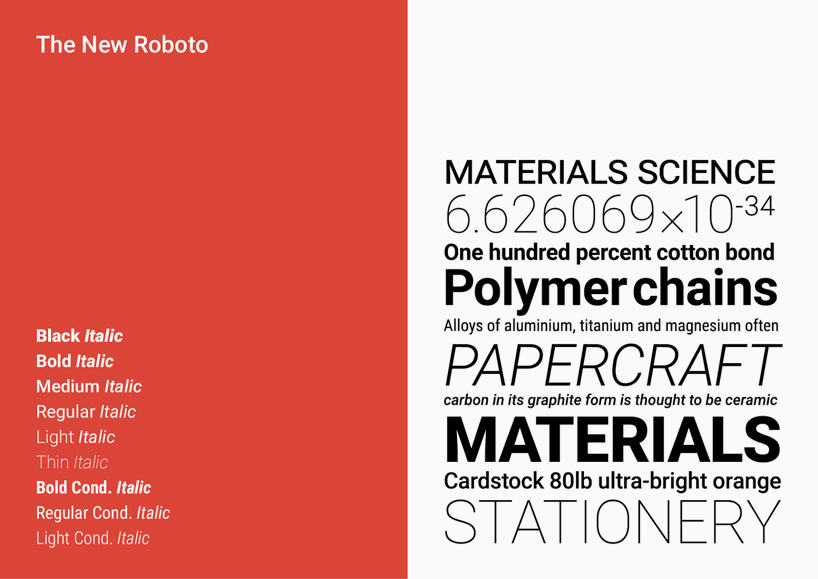 The New Roboto
Black Italic
Bold Italic
Medium Italic
Regular Italic
Light Italic
Thin Italic
Bold Cond. Italic
Regular Cond. Italic
Light Cond. Italic
MATERIALS SCIENCE
6.626069x10-34
One hundred percent cotton bond
Polymer chains
Alloys of aluminium, titanium and magnesium often
PAPERCRAFT
carbon in its graphite form is thought to be ceramic
MATERIALS
Cardstock 80lb ultra-bright orange
STATIONERY